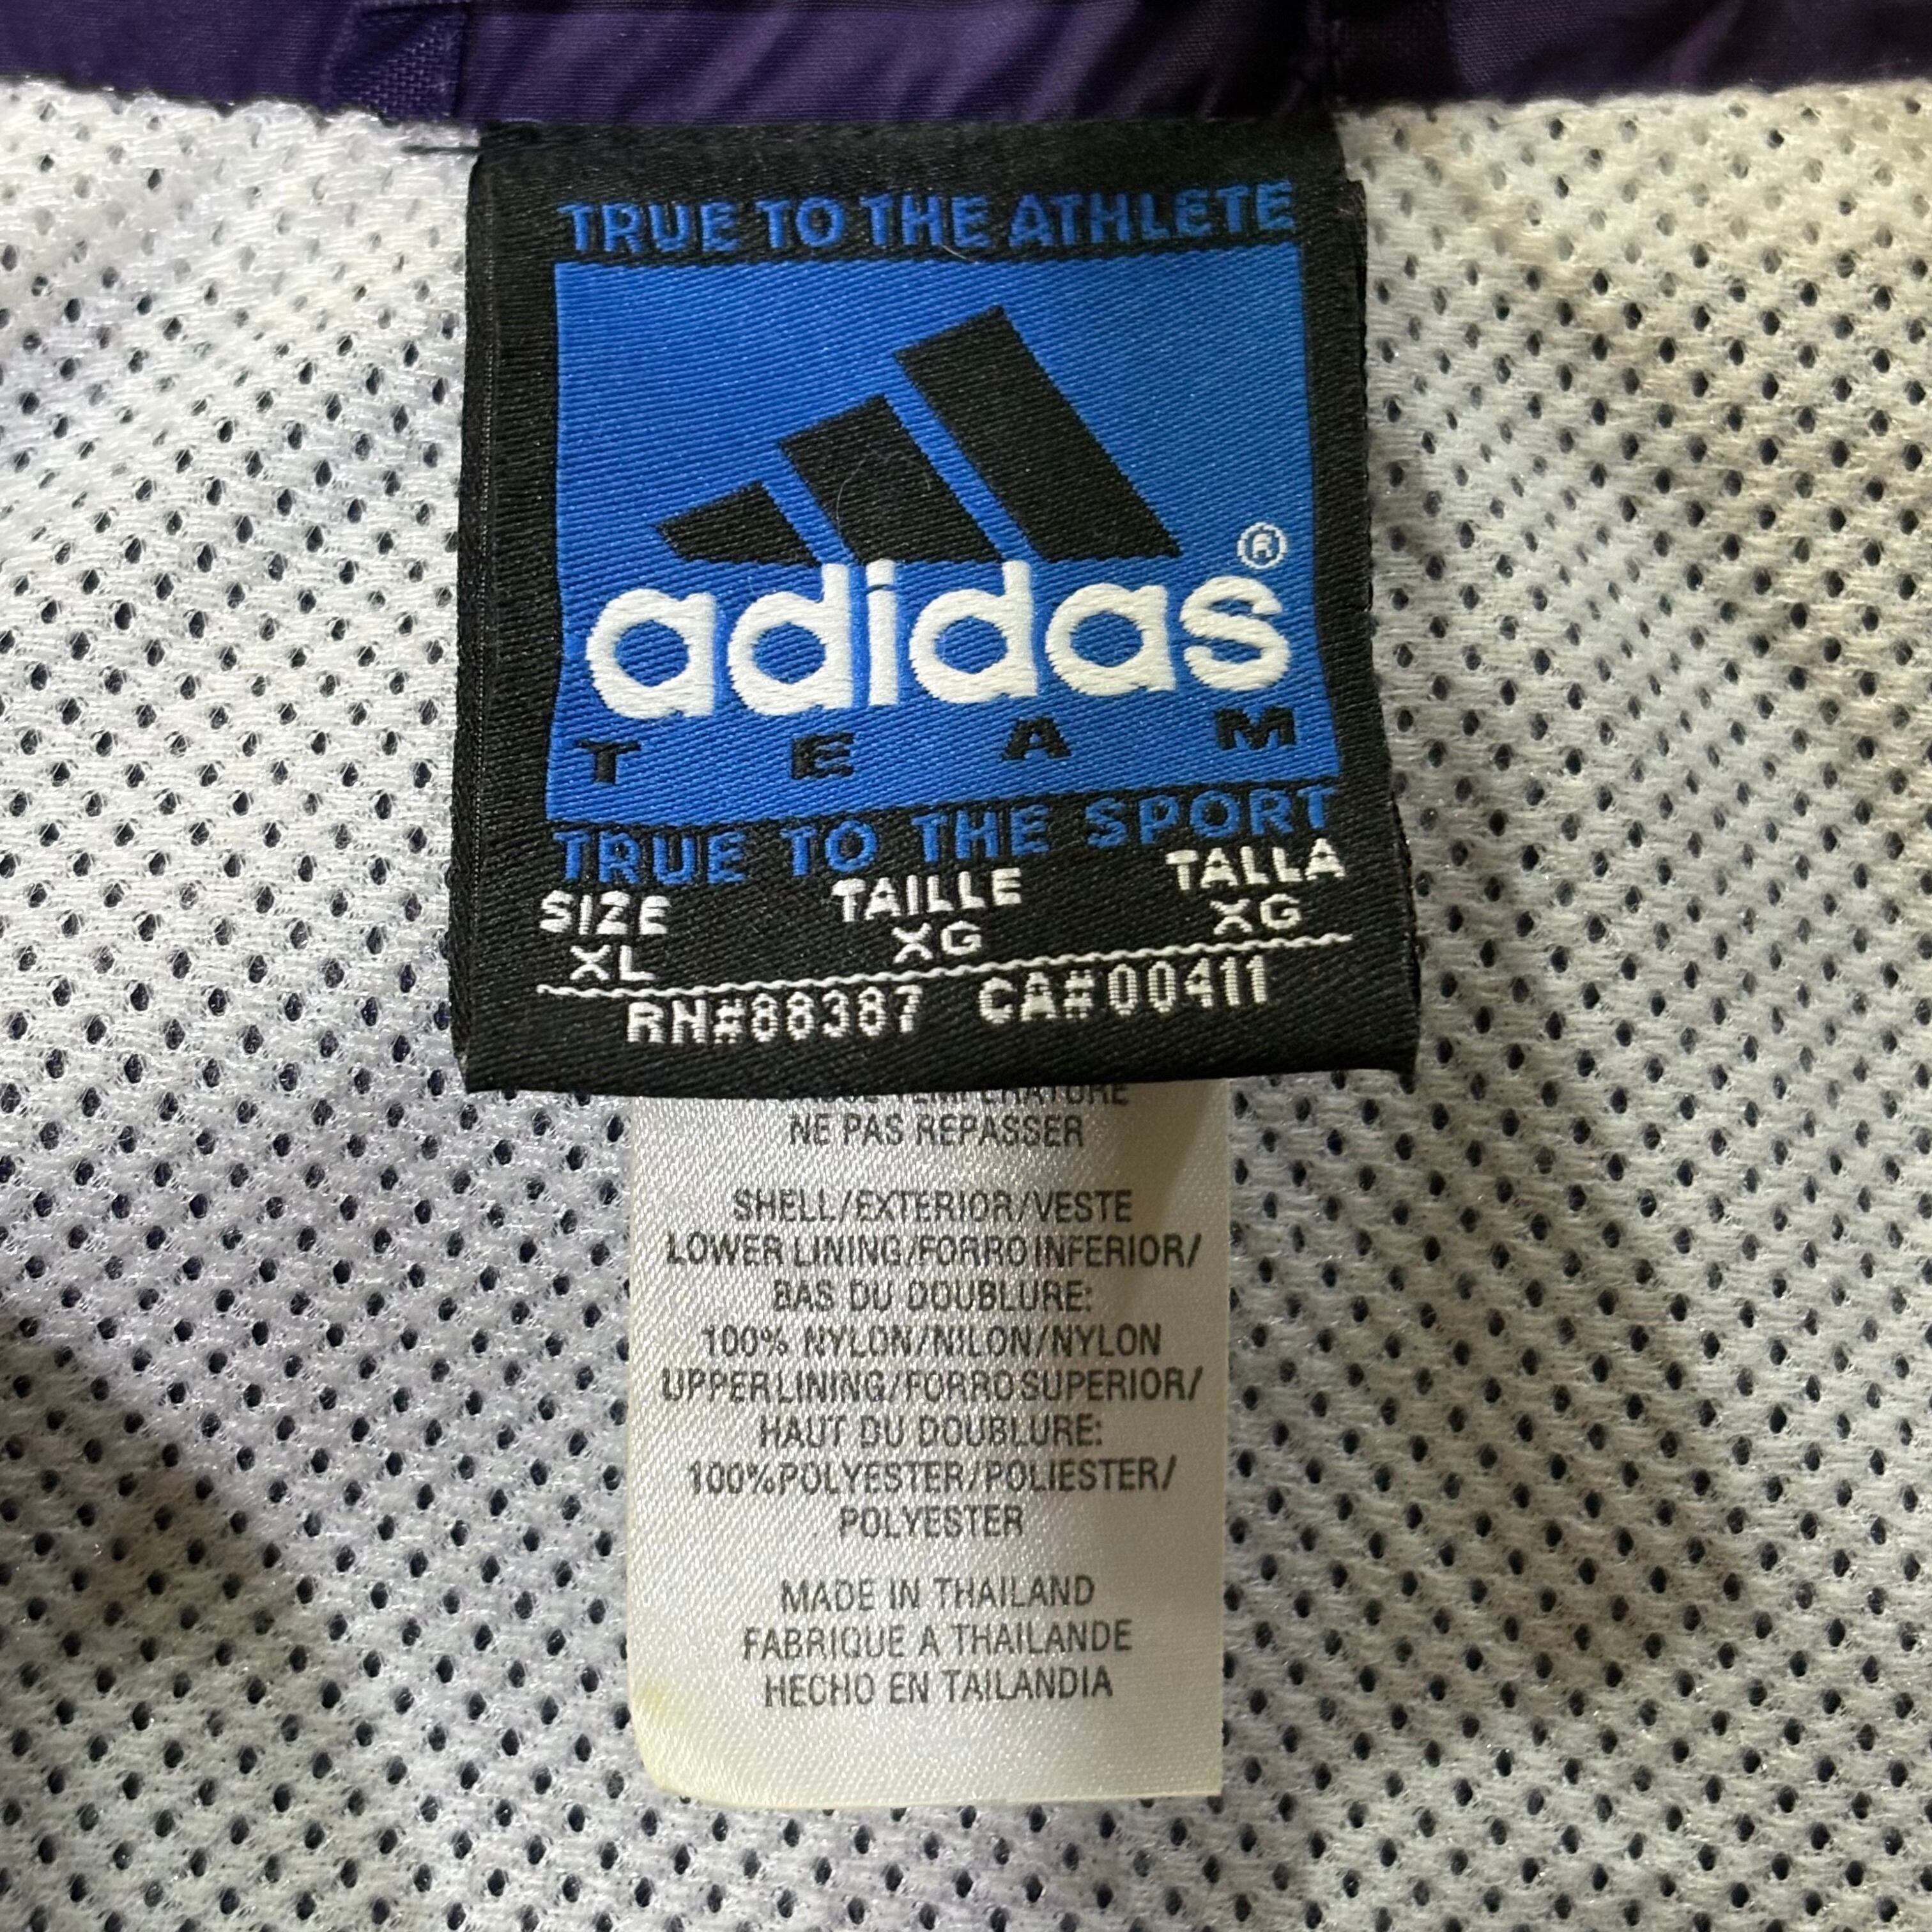 TRUE TO THE ATHLETE
®
adidas
TEAM
TRUE TO THE SPORT
SIZE TAILLE TALLA
XL XG XG
RN#88387 CA#00411
TEMPERATURE
NE PAS REPASSER
SHELL/EXTERIOR/VESTE
LOWER LINING/FORRO INFERIOR/
BAS DU DOUBLURE:
100% NYLON/NILON/NYLON
UPPER LINING/FORRO SUPERIOR/
HAUT DU DOUBLURE:
100%POLYESTER/POLIESTER/
POLYESTER
MADE IN THAILAND
FABRIQUE A THAILANDE
HECHO EN TAILANDIA